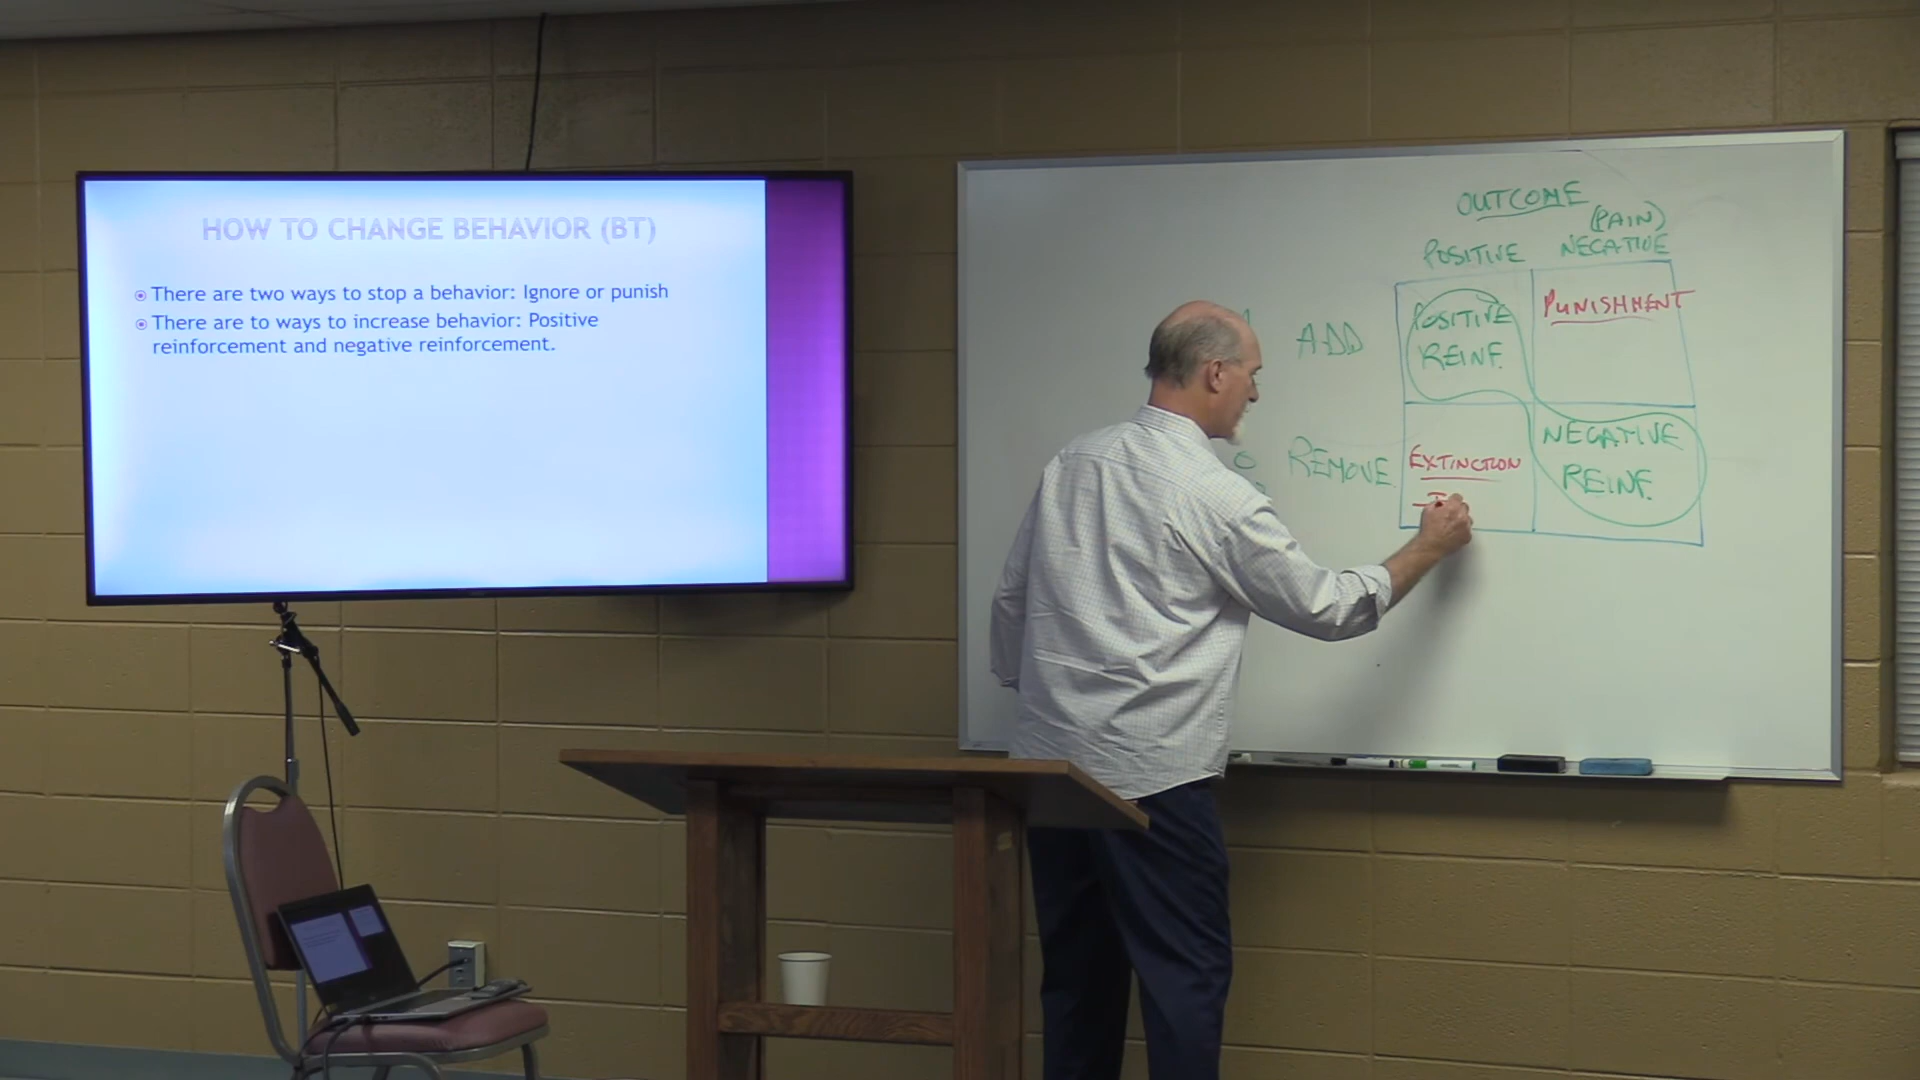 HOW TO CHANGE BEHAVIOR (BT)
There are two ways to stop a behavior: Ignore or punish
There are to ways to increase behavior: Positive
reinforcement and negative reinforcement.
OUTCOME
(PAIN)
POSITIVE NEGATIVE
ADD
POSITIVE
REINF.
PUNISHMENT
REMOVE
EXTINCTION
NEGATIVE
REINF.